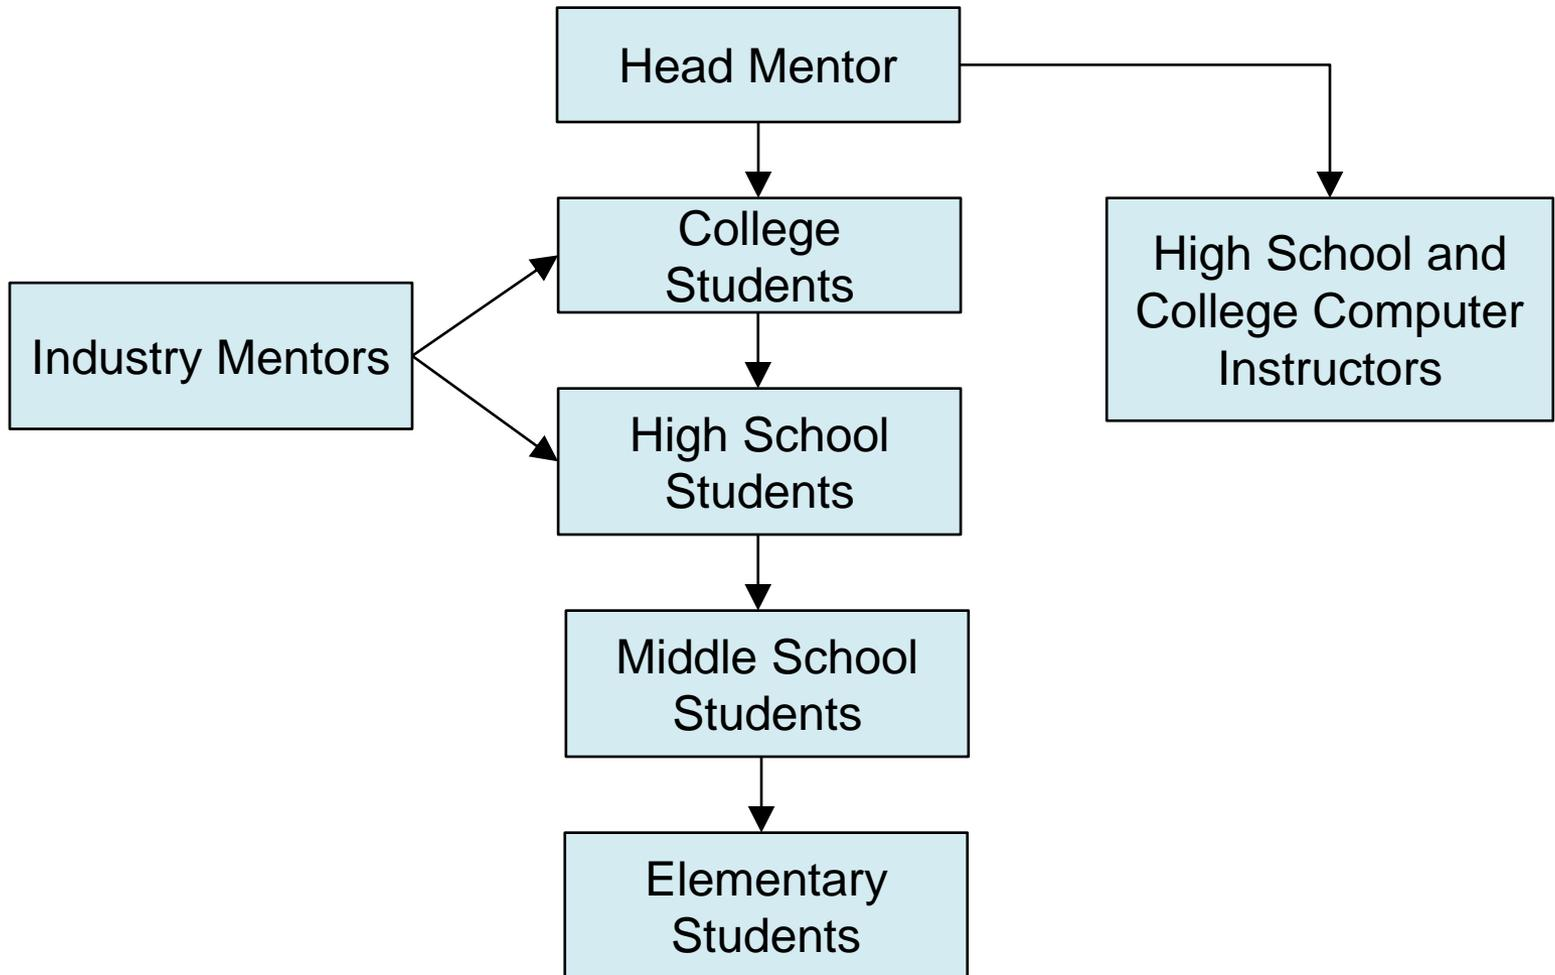 Head Mentor
College
Students
High School and
College Computer
Instructors
Industry Mentors
High School
Students
Middle School
Students
Elementary
Students